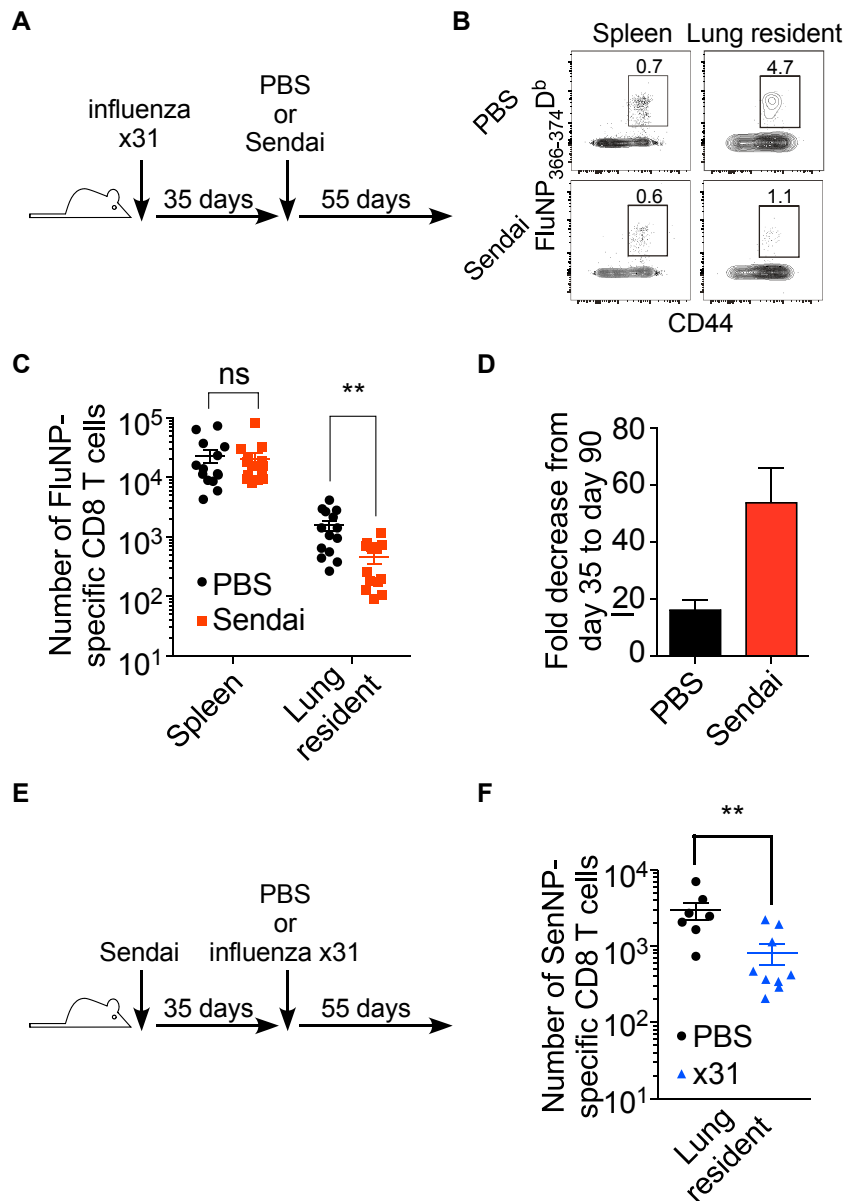 A
influenza
x31
PBS
or
Sendai
35 days
55 days
B
Spleen
Lung resident
PBS
Sendai
FluNP366-374Db
0.7
4.7
0.6
1.1
CD44
C
Number of FluNP-
specific CD8 T cells
10^5
10^4
10^3
10^2
10^1
ns
**
PBS
Sendai
Spleen
Lung
resident
D
Fold decrease from
day 35 to day 90
80
60
40
20
0
PBS
Sendai
E
Sendai
PBS
or
influenza x31
35 days
55 days
F
Number of SenNP-
specific CD8 T cells
10^4
10^3
10^2
10^1
**
PBS
x31
Lung
resident